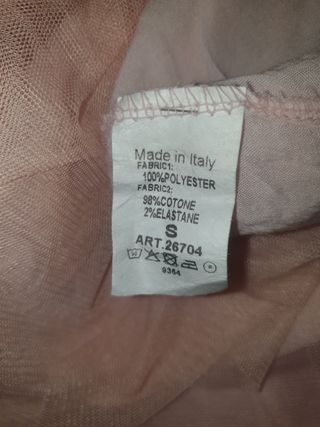 Made in Italy
FABRIC1:
100%POLYESTER
FABRIC2:
98%COTONE
2%ELASTANE
S
ART.26704
9364